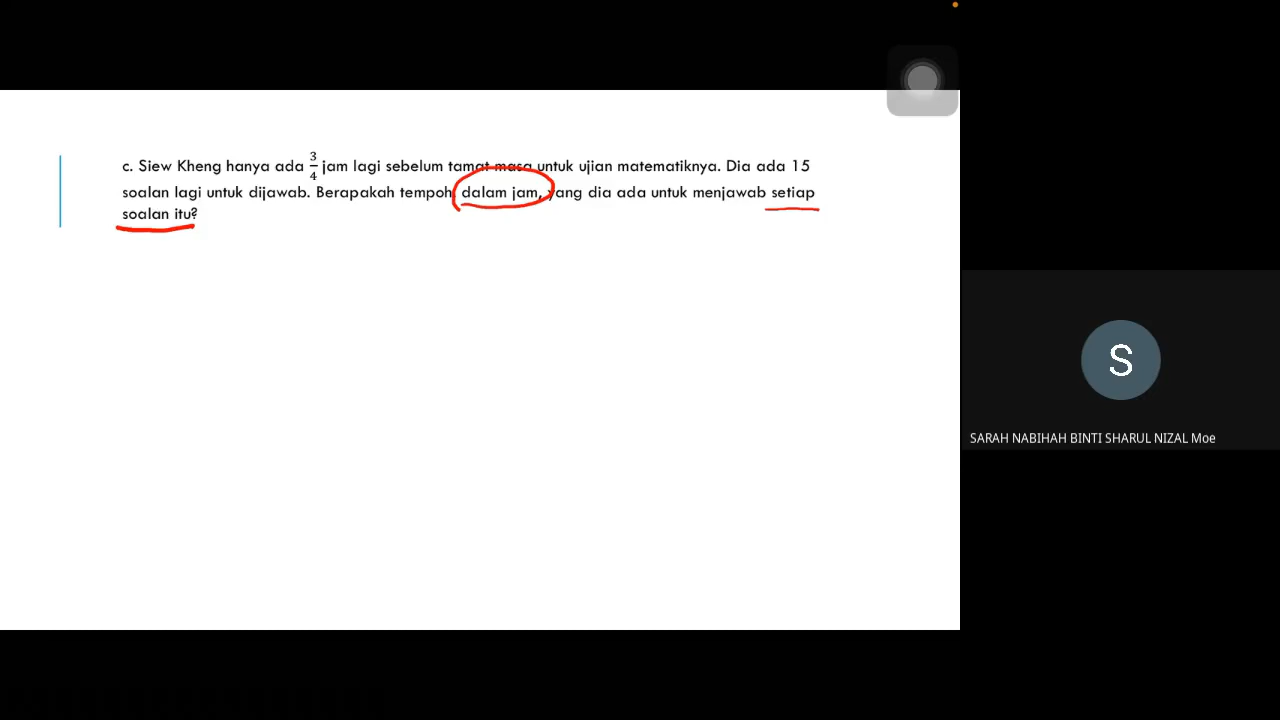 c. Siew Kheng hanya ada 3/4 jam lagi sebelum tamat masa untuk ujian matematiknya. Dia ada 15
soalan lagi untuk dijawab. Berapakah tempoh, dalam jam, yang dia ada untuk menjawab setiap
soalan itu?
S
SARAH NABIHAH BINTI SHARUL NIZAL Moe